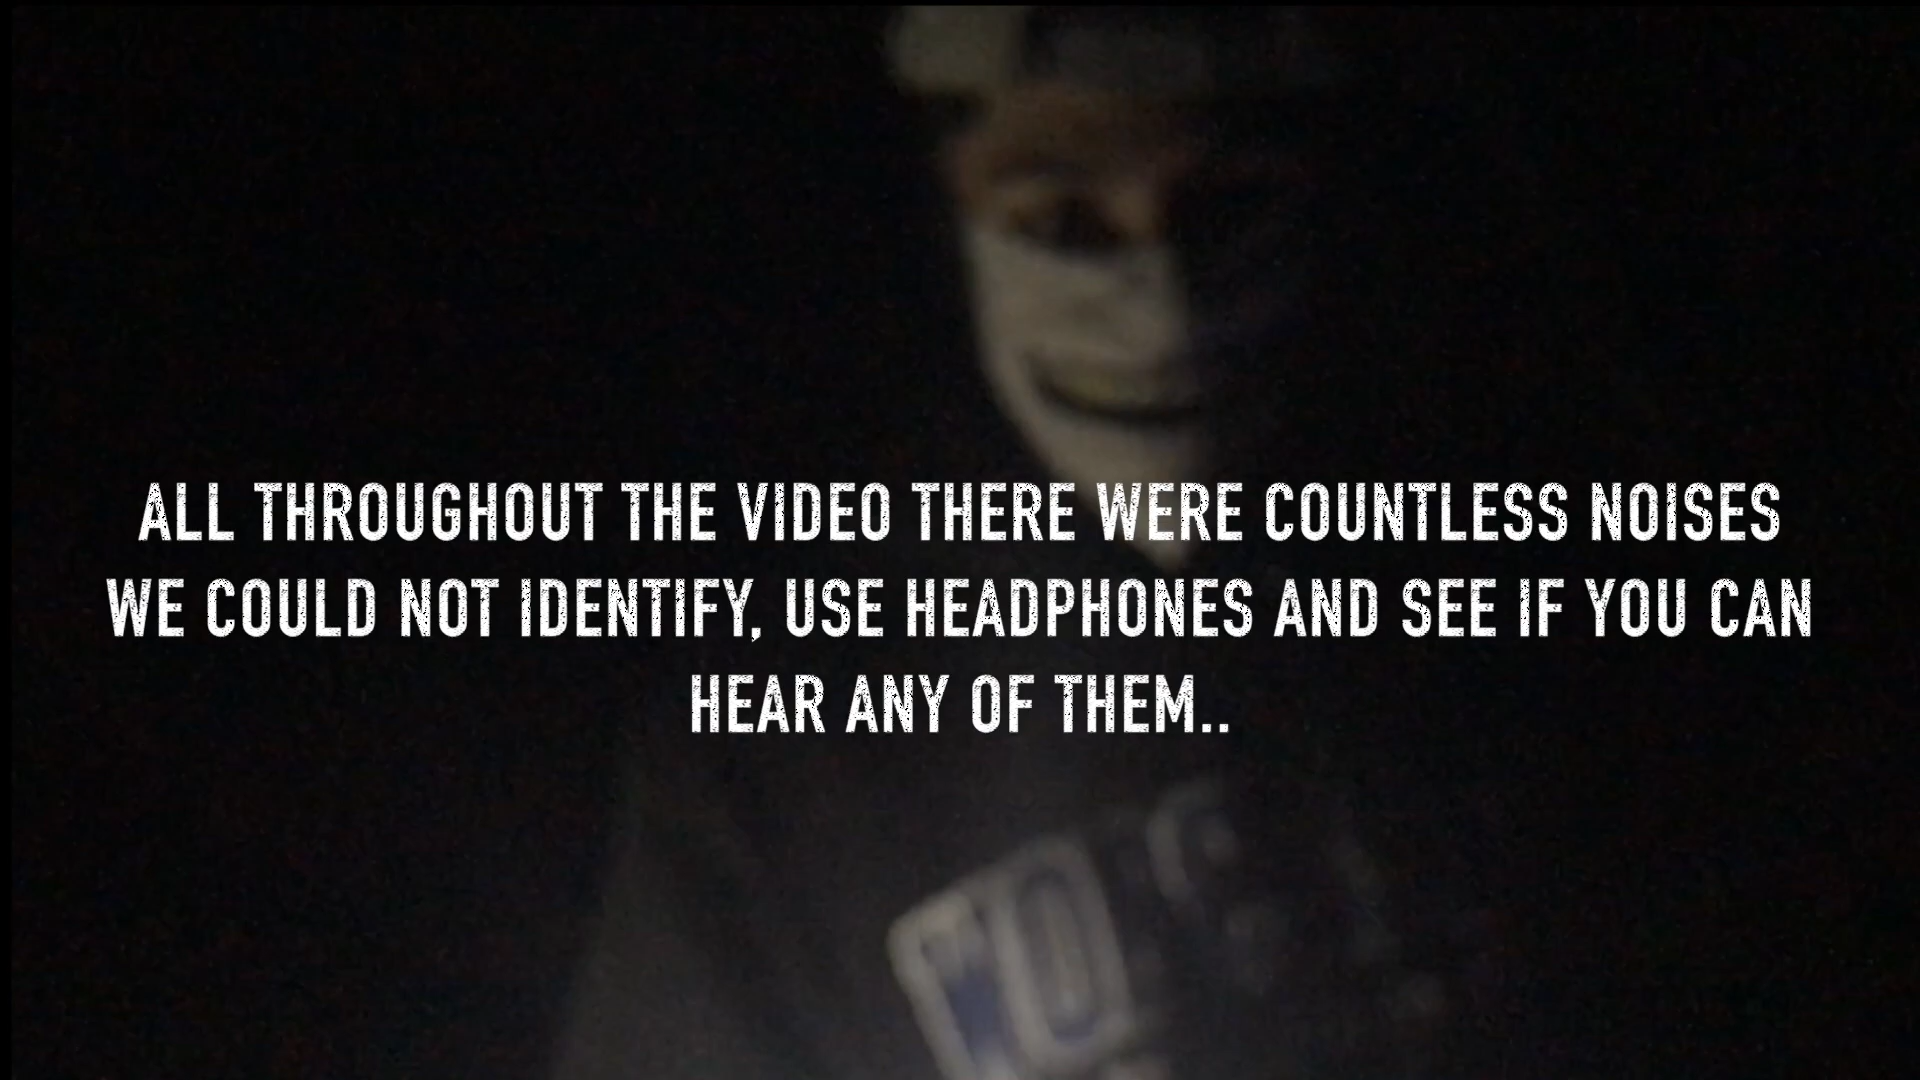 ALL THROUGHOUT THE VIDEO THERE WERE COUNTLESS NOISES
WE COULD NOT IDENTIFY, USE HEADPHONES AND SEE IF YOU CAN
HEAR ANY OF THEM..